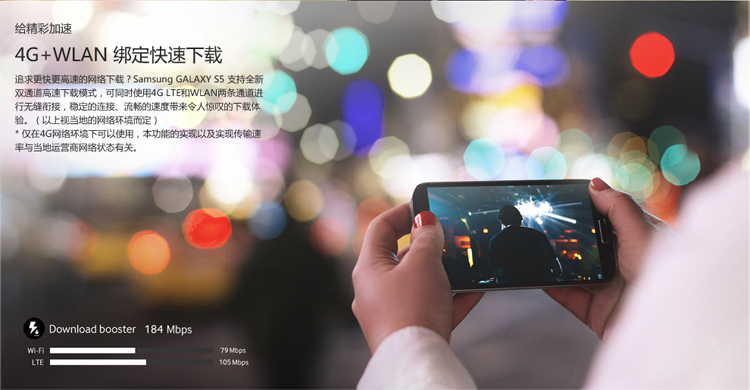 给精彩加速
4G+WLAN 绑定快速下载
追求更快更高速的网络下载？Samsung GALAXY S5 支持全新
双通道高速下载模式，可同时使用4G LTE和WLAN两条通道进
行无缝衔接，稳定的连接、流畅的速度带来令人惊叹的下载体
验。（以上视当地的网络环境而定）
* 仅在4G网络环境下可以使用，本功能的实现以及实现传输速
率与当地运营商网络状态有关。
Download booster 184 Mbps
Wi-Fi 79 Mbps
LTE 105 Mbps